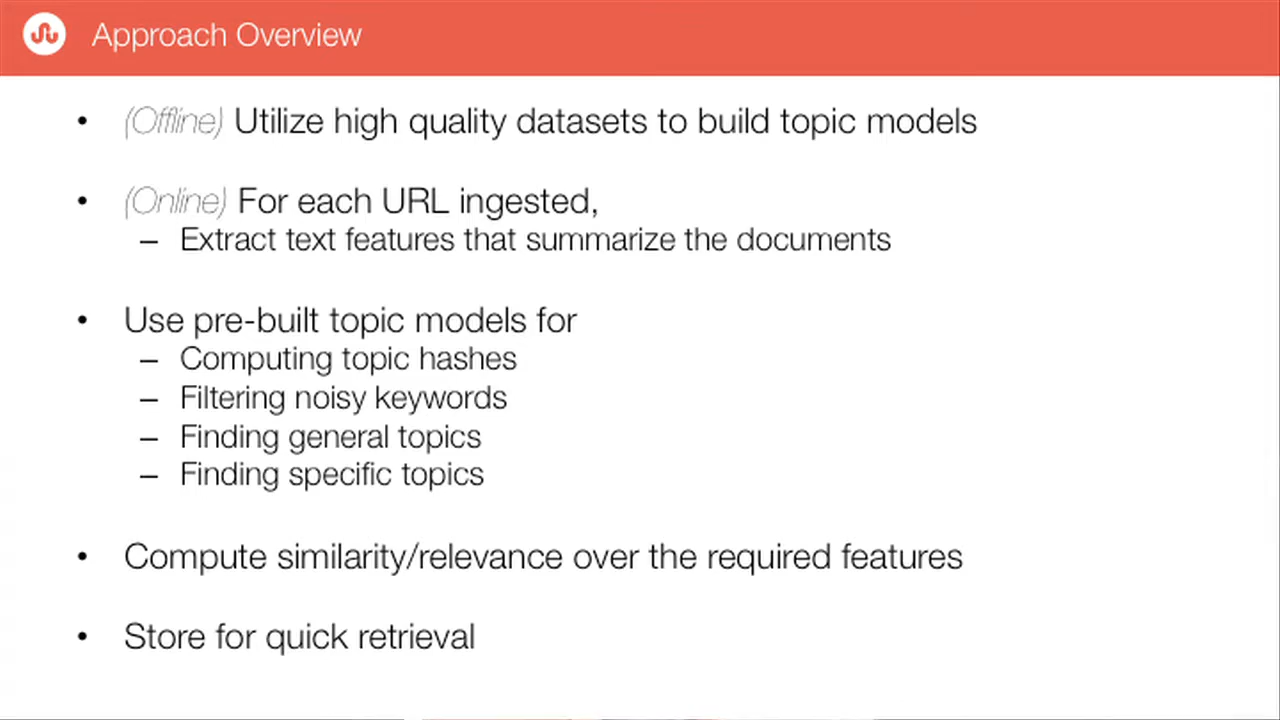 Approach Overview
• (Offline) Utilize high quality datasets to build topic models
• (Online) For each URL ingested,
– Extract text features that summarize the documents
• Use pre-built topic models for
– Computing topic hashes
– Filtering noisy keywords
– Finding general topics
– Finding specific topics
• Compute similarity/relevance over the required features
• Store for quick retrieval